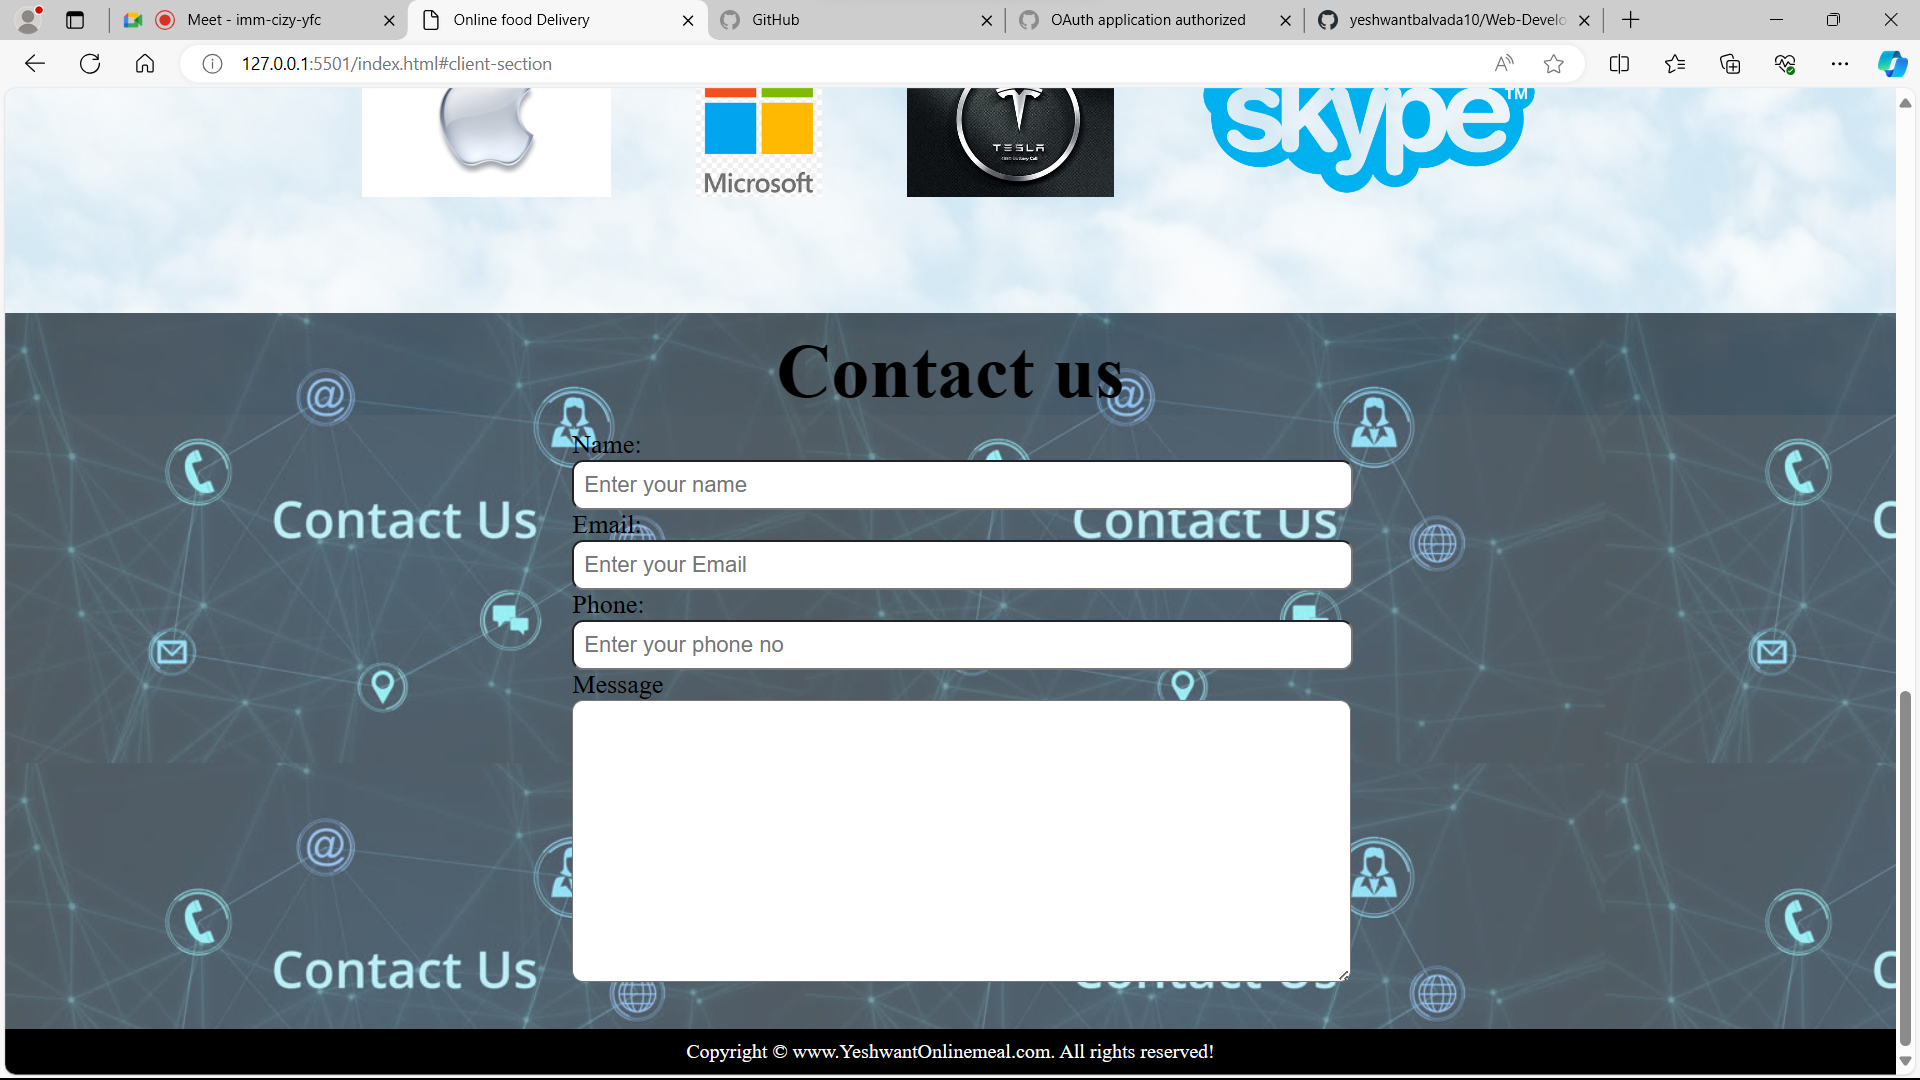 Meet - imm-cizy-yfc
Online food Delivery
GitHub
OAuth application authorized
yeshwantbalvada10/Web-Develo
127.0.0.1:5501/index.html#client-section
Microsoft
TESLA
skype TM
Contact us
Name:
Enter your name
Contact Us
Contact Us
C
Email:
Enter your Email
Phone:
Enter your phone no
Message
Contact Us
Contact Us
C
Copyright © www.YeshwantOnlinemeal.com. All rights reserved!